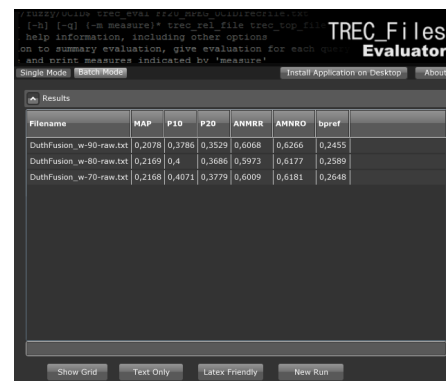 /fuzzy/UCID$ trec_eval
[-h] [-q] {-m measure}* trec_rel_file trec_top_fil
help information, including other options
on to summary evaluation, give evaluation for each
and print measures indicated by 'measure'
TREC_Files
Evaluator
Single Mode Batch Mode Install Application on Desktop About
Results
Filename MAP P10 P20 ANMRR AMNRO bpref
DuthFusion_w-90-raw.txt 0,2078 0,3786 0,3529 0,6068 0,6266 0,2455
DuthFusion_w-80-raw.txt 0,2169 0,4 0,3686 0,5973 0,6177 0,2589
DuthFusion_w-70-raw.txt 0,2168 0,4071 0,3779 0,6009 0,6181 0,2648
Show Grid Text Only Latex Friendly New Run